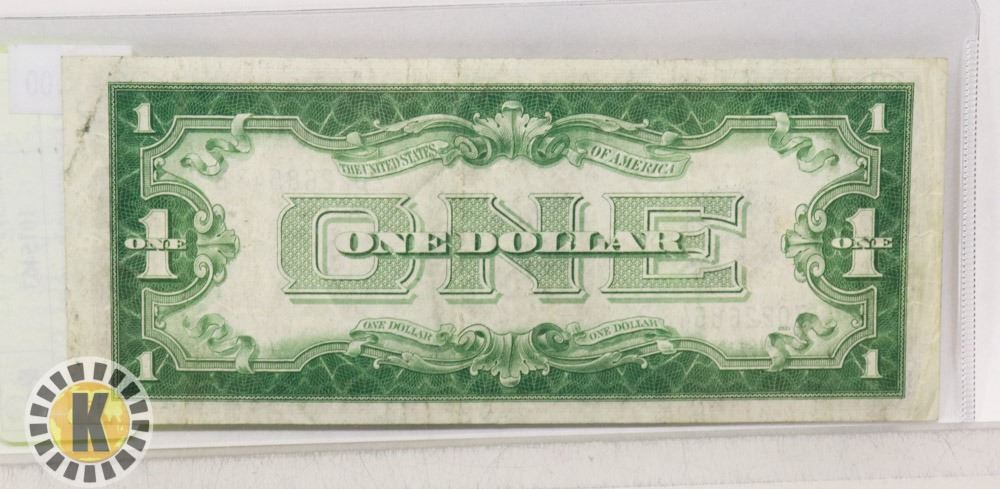 1 1
THE UNITED STATES OF AMERICA
ONE
ONE DOLLAR
1 ONE
1 ONE
ONE DOLLAR ONE DOLLAR
1 1
K